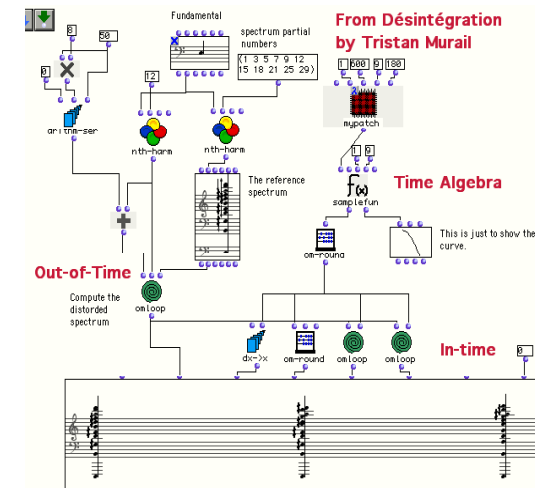 Fundamental
From Désintégration
by Tristan Murail
8
50
spectrum partial
numbers
(1 3 5 7 9 12
15 18 21 25 29)
0
12
1 600 9 180
mypatch
arithm-ser
nth-harm
nth-harm
1 9
f(x)
samplefun
Time Algebra
The reference
spectrum
This is just to show the
curve.
om-round
Out-of-Time
Compute the
distorded
spectrum
omloop
dx->x
om-round
omloop
omloop
In-time
0